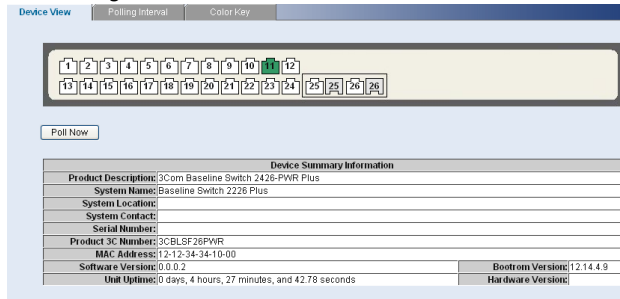 Device View Polling Interval Color Key
1 2 3 4 5 6 7 8 9 10 11 12
13 14 15 16 17 18 19 20 21 22 23 24 25 25 26 26
Poll Now
Device Summary Information
Product Description: 3Com Baseline Switch 2426-PWR Plus
System Name: Baseline Switch 2226 Plus
System Location:
System Contact:
Serial Number:
Product 3C Number: 3CBLSF26PWR
MAC Address: 12-12-34-34-10-00
Software Version: 0.0.0.2 Bootrom Version: 12.14.4.9
Unit Uptime: 0 days, 4 hours, 27 minutes, and 42.78 seconds Hardware Version: